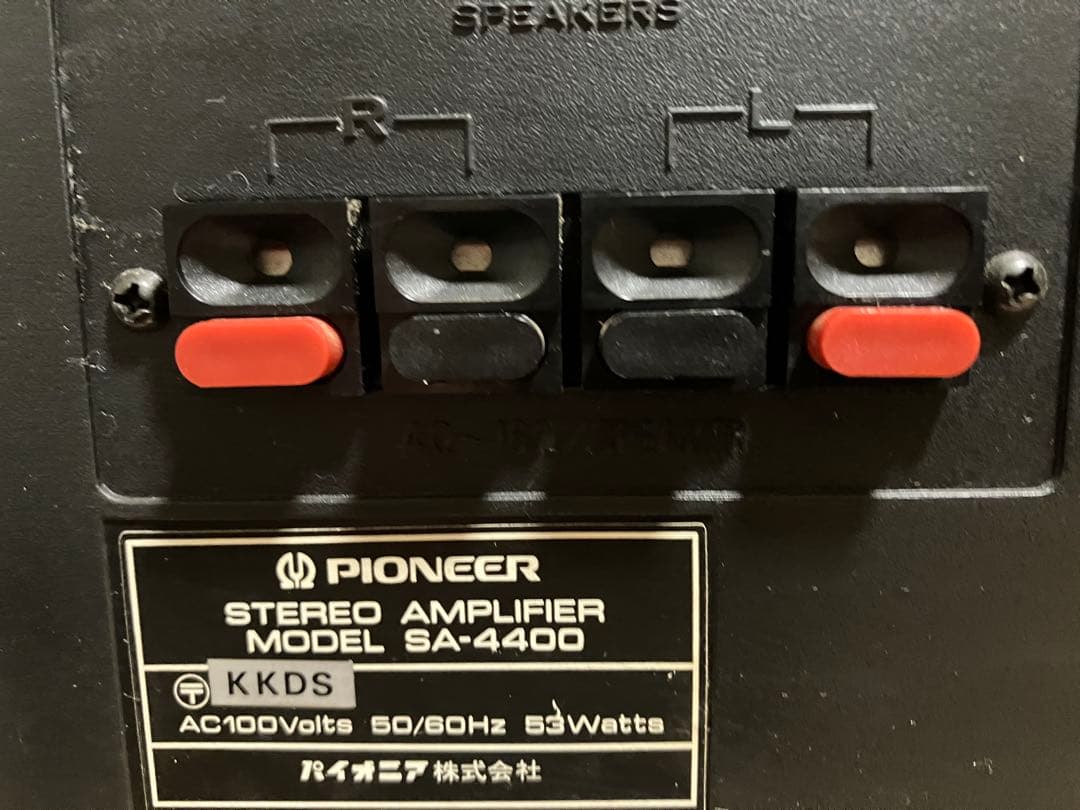 SPEAKERS
R L
PIONEER
STEREO AMPLIFIER
MODEL SA-4400
〒 KKDS
AC100Volts 50/60Hz 53Watts
パイオニア株式会社